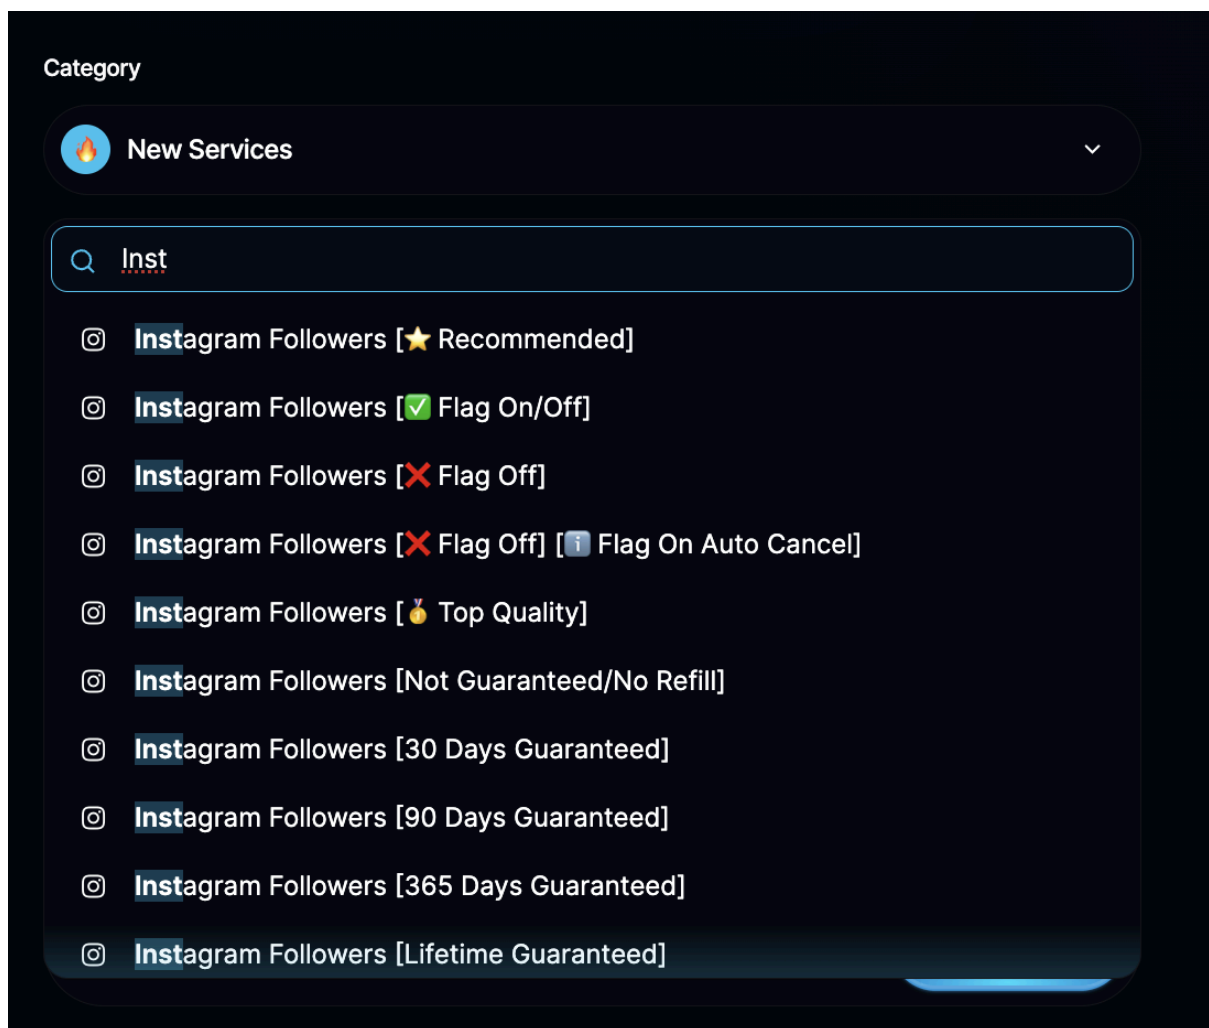 Category
🔥 New Services
Inst
Instagram Followers [⭐ Recommended]
Instagram Followers [✅ Flag On/Off]
Instagram Followers [❌ Flag Off]
Instagram Followers [❌ Flag Off] [ℹ️ Flag On Auto Cancel]
Instagram Followers [🥇 Top Quality]
Instagram Followers [Not Guaranteed/No Refill]
Instagram Followers [30 Days Guaranteed]
Instagram Followers [90 Days Guaranteed]
Instagram Followers [365 Days Guaranteed]
Instagram Followers [Lifetime Guaranteed]